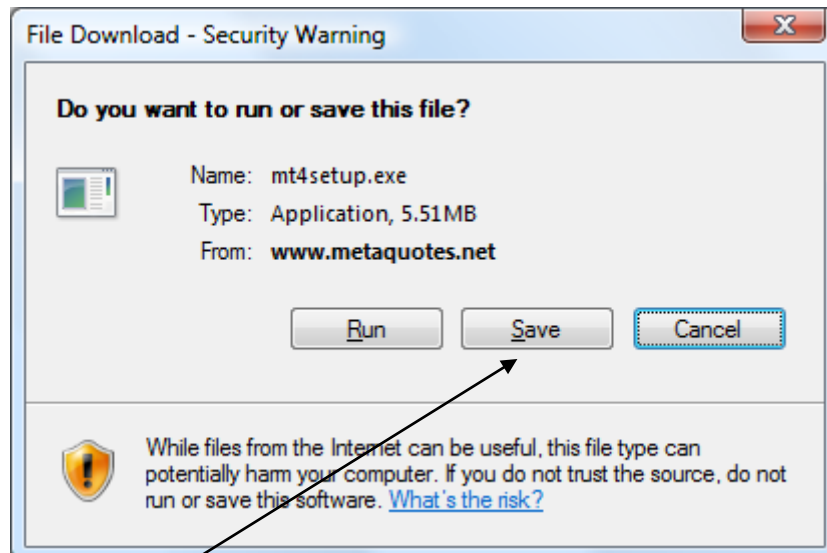 File Download - Security Warning
Do you want to run or save this file?
Name: mt4setup.exe
Type: Application, 5.51MB
From: www.metaquotes.net
Run Save Cancel
While files from the Internet can be useful, this file type can
potentially harm your computer. If you do not trust the source, do not
run or save this software. What's the risk?